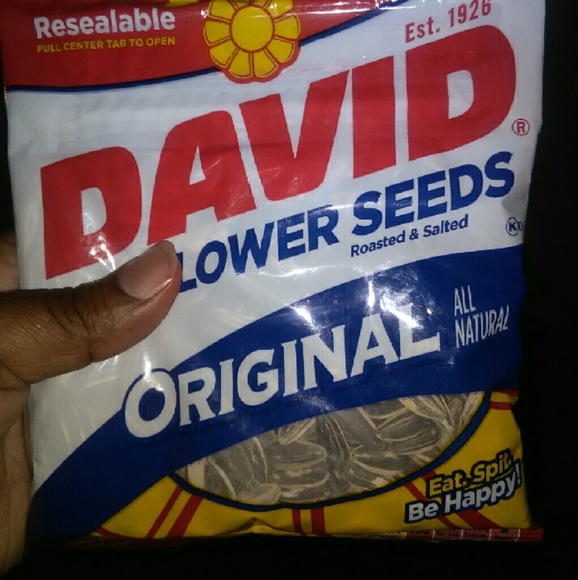 Resealable
PULL CENTER TAB TO OPEN
Est. 1926
DAVID®
LOWER SEEDS
Roasted & Salted
K
ORIGINAL
ALL
NATURAL
Eat. Spit.
Be Happy!